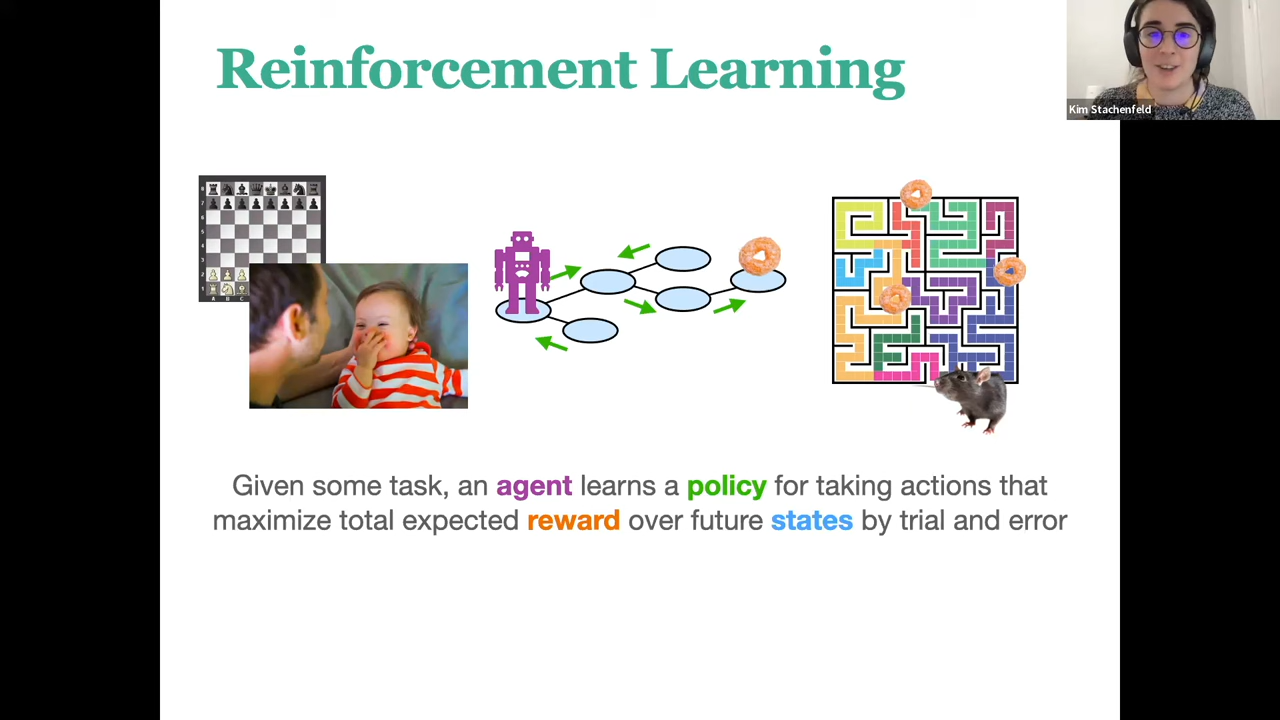 Reinforcement Learning
Kim Stachenfeld
Given some task, an agent learns a policy for taking actions that
maximize total expected reward over future states by trial and error